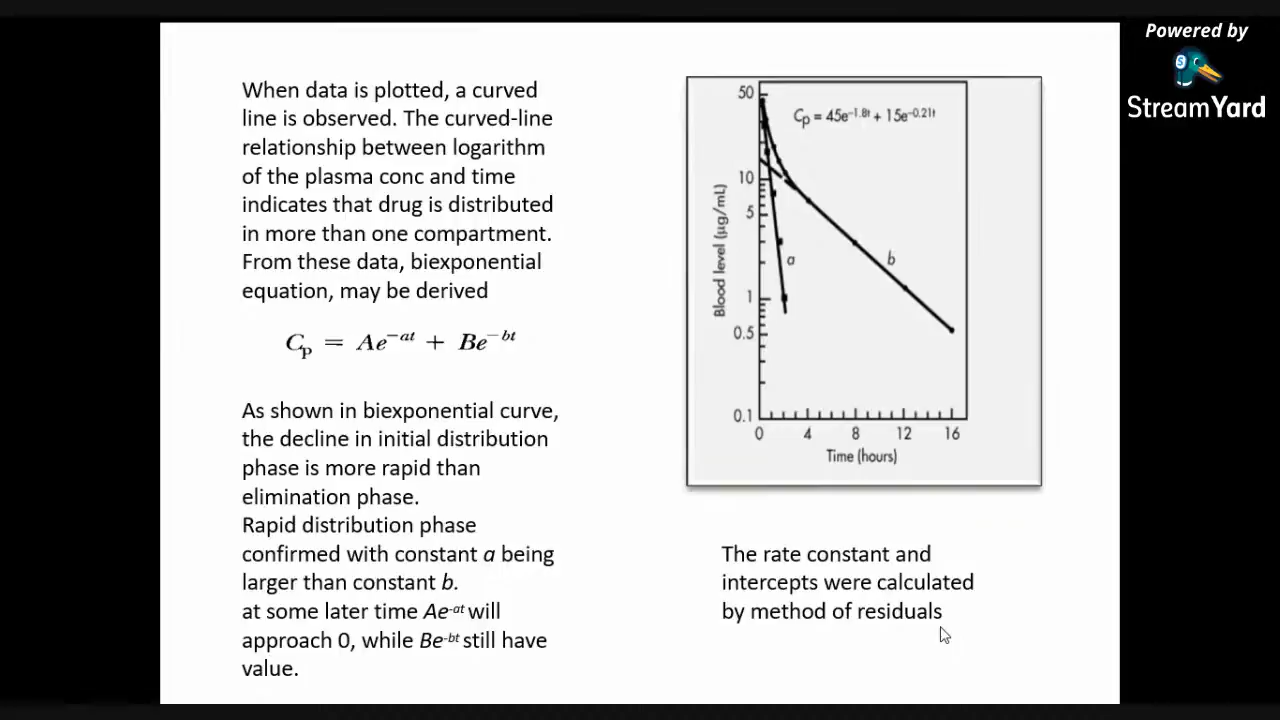 Powered by
StreamYard
When data is plotted, a curved
line is observed. The curved-line
relationship between logarithm
of the plasma conc and time
indicates that drug is distributed
in more than one compartment.
From these data, biexponential
equation, may be derived
Cp = Ae^−at + Be^−bt
As shown in biexponential curve,
the decline in initial distribution
phase is more rapid than
elimination phase.
Rapid distribution phase
confirmed with constant a being
larger than constant b.
at some later time Ae^-at will
approach 0, while Be^-bt still have
value.
Cp = 45e^−1.8t + 15e^−0.21t
Blood level (μg/mL)
50
10
5
1
0.5
0.1
a
b
0 4 8 12 16
Time (hours)
The rate constant and
intercepts were calculated
by method of residuals